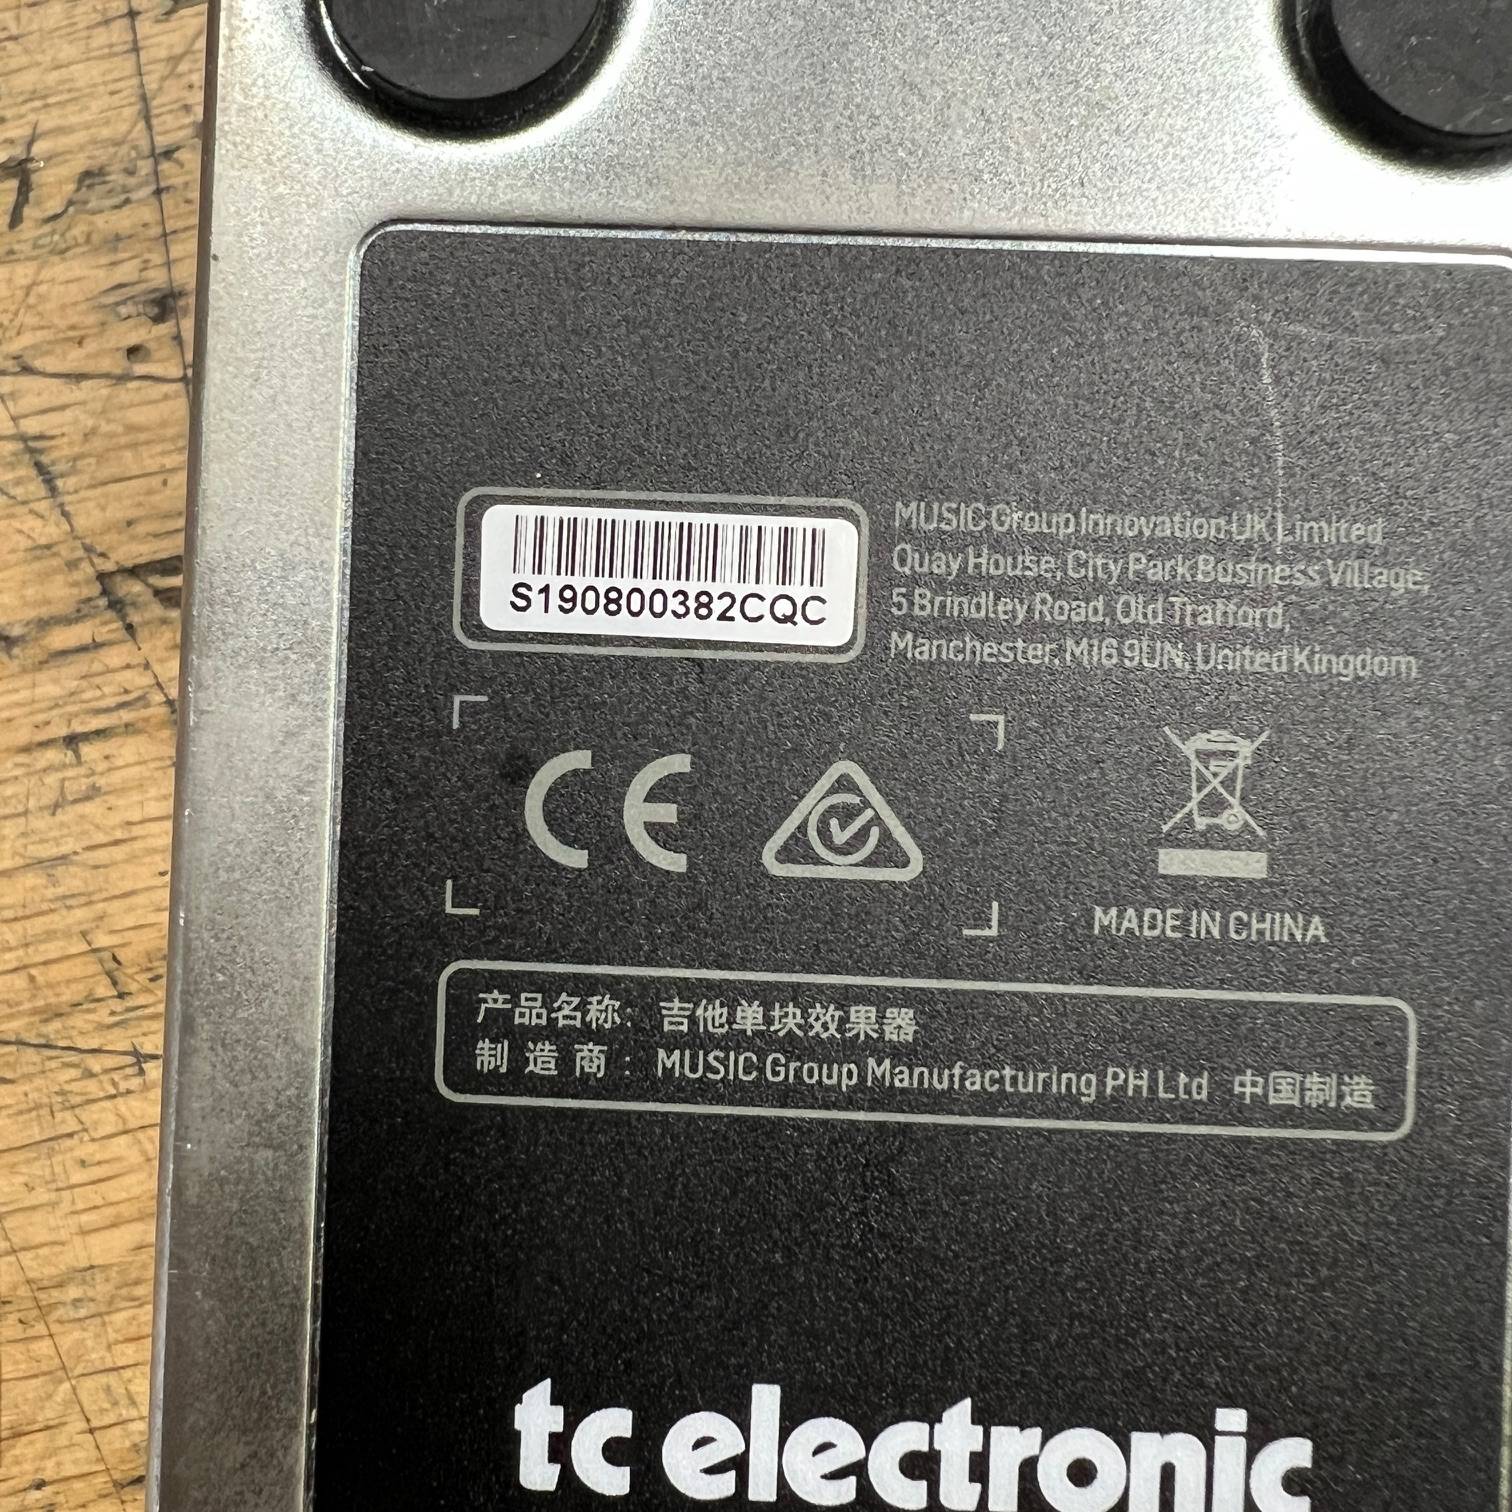 S190800382CQC
MUSIC Group Innovation UK Limited
Quay House, City Park Business Village,
5 Brindley Road, Old Trafford,
Manchester, M16 9UN, United Kingdom
CE
MADE IN CHINA
产品名称: 吉他单块效果器
制造商: MUSIC Group Manufacturing PH Ltd 中国制造
tc electronic